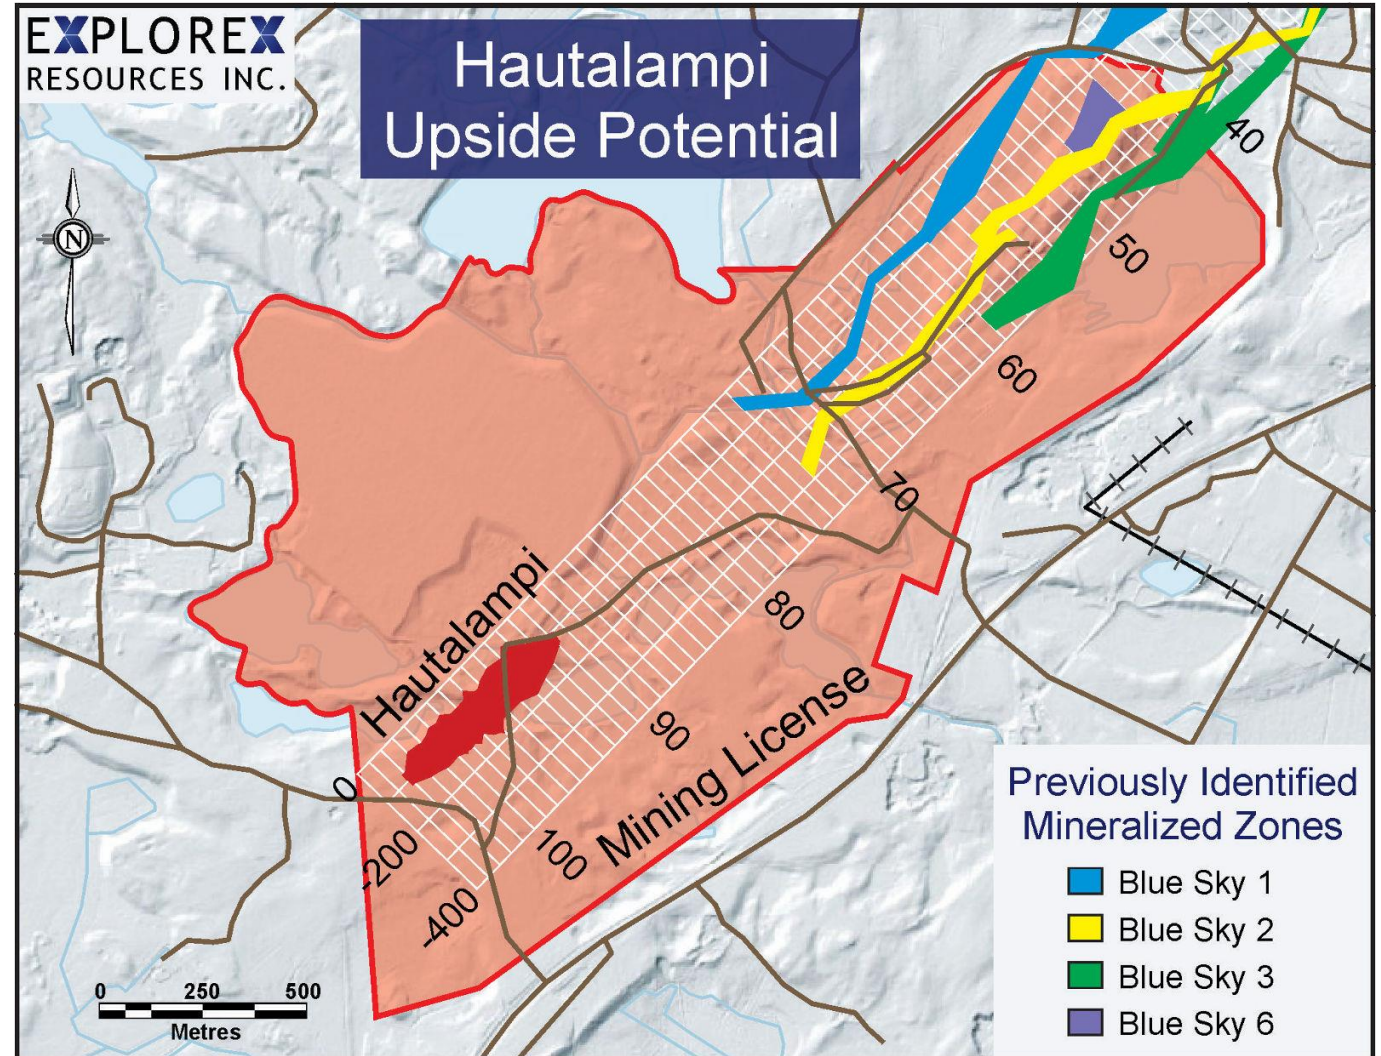 EXPLOREX
RESOURCES INC.
Hautalampi
Upside Potential
N
40
50
60
70
80
90
100
Hautalampi
Mining License
0
-200
-400
0 250 500
Metres
Previously Identified
Mineralized Zones
Blue Sky 1
Blue Sky 2
Blue Sky 3
Blue Sky 6